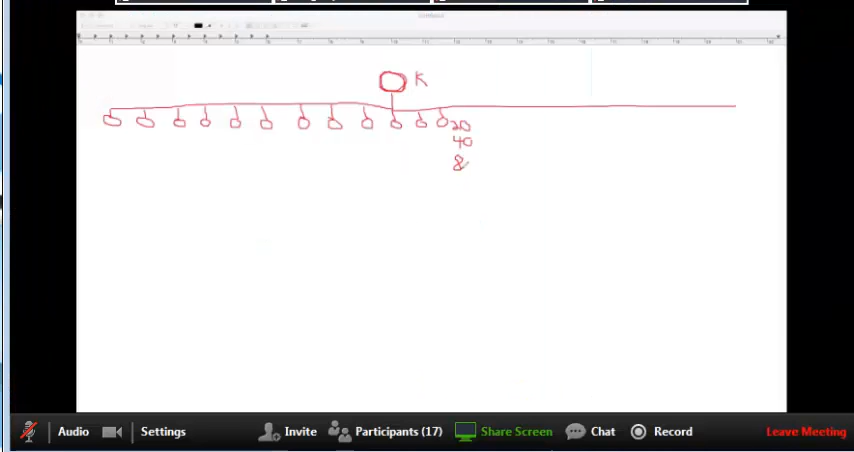 K
20
40
8
Audio
Settings
Invite
Participants (17)
Share Screen
Chat
Record
Leave Meeting